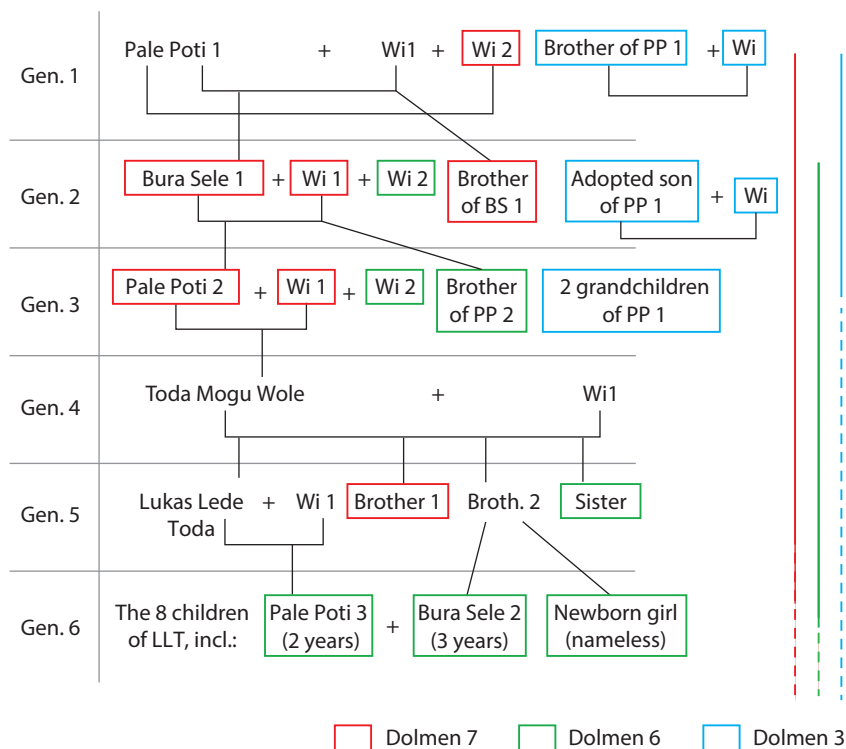 Gen. 1
Pale Poti 1 + Wi1 + Wi 2 Brother of PP 1 + Wi
Gen. 2
Bura Sele 1 + Wi 1 + Wi 2 Brother
of BS 1 Adopted son
of PP 1 + Wi
Gen. 3
Pale Poti 2 + Wi 1 + Wi 2 Brother
of PP 2 2 grandchildren
of PP 1
Gen. 4
Toda Mogu Wole + Wi1
Gen. 5
Lukas Lede
Toda + Wi 1 Brother 1 Broth. 2 Sister
Gen. 6
The 8 children
of LLT, incl.: Pale Poti 3
(2 years) + Bura Sele 2
(3 years) Newborn girl
(nameless)
Dolmen 7 Dolmen 6 Dolmen 3